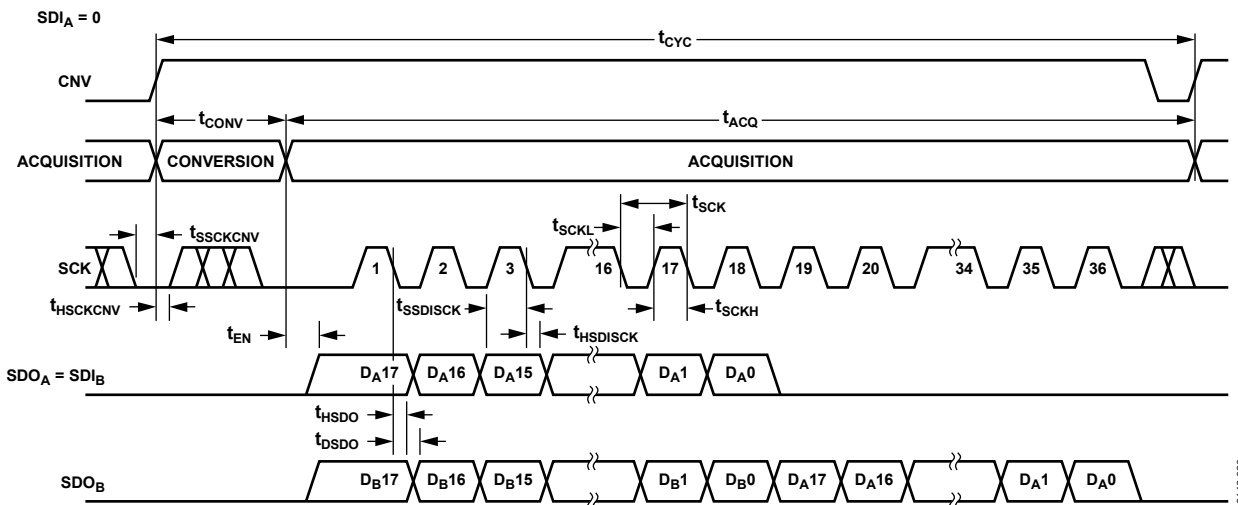 SDIA = 0
tCYC
CNV
tCONV
tACQ
ACQUISITION CONVERSION ACQUISITION
tSCK
tSCKL
tSSCKCNV
SCK 1 2 3 16 17 18 19 20 34 35 36
tHSCKCNV
tSSDISCK
tSCKH
tEN
tHSDISCK
SDOA = SDIB DA17 DA16 DA15 DA1 DA0
tHSDO
tDSDO
SDOB DB17 DB16 DB15 DB1 DB0 DA17 DA16 DA1 DA0